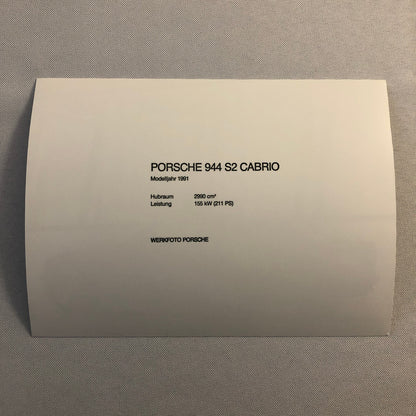 PORSCHE 944 S2 CABRIO
Modelljahr 1991
Hubraum 2990 cm³
Leistung 155 kW (211 PS)
WERKFOTO PORSCHE